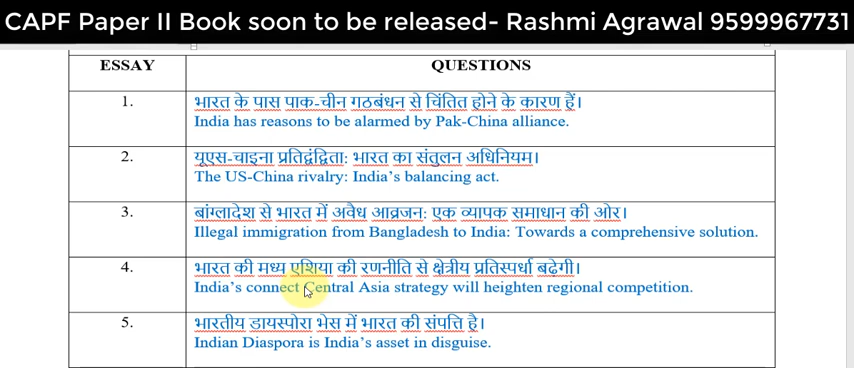 CAPF Paper II Book soon to be released- Rashmi Agrawal 9599967731
ESSAY QUESTIONS
1. भारत के पास पाक-चीन गठबंधन से चिंतित होने के कारण हैं।
India has reasons to be alarmed by Pak-China alliance.
2. यूएस-चाइना प्रतिद्वंद्विता: भारत का संतुलन अधिनियम।
The US-China rivalry: India's balancing act.
3. बांग्लादेश से भारत में अवैध आव्रजन: एक व्यापक समाधान की ओर।
Illegal immigration from Bangladesh to India: Towards a comprehensive solution.
4. भारत की मध्य एशिया की रणनीति से क्षेत्रीय प्रतिस्पर्धा बढ़ेगी।
India's connect Central Asia strategy will heighten regional competition.
5. भारतीय डायस्पोरा भेस में भारत की संपत्ति है।
Indian Diaspora is India's asset in disguise.